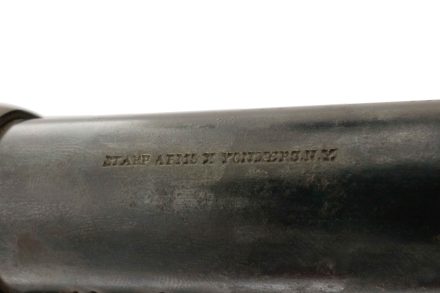 STARR ARMS Y YONKERS. N.Y.